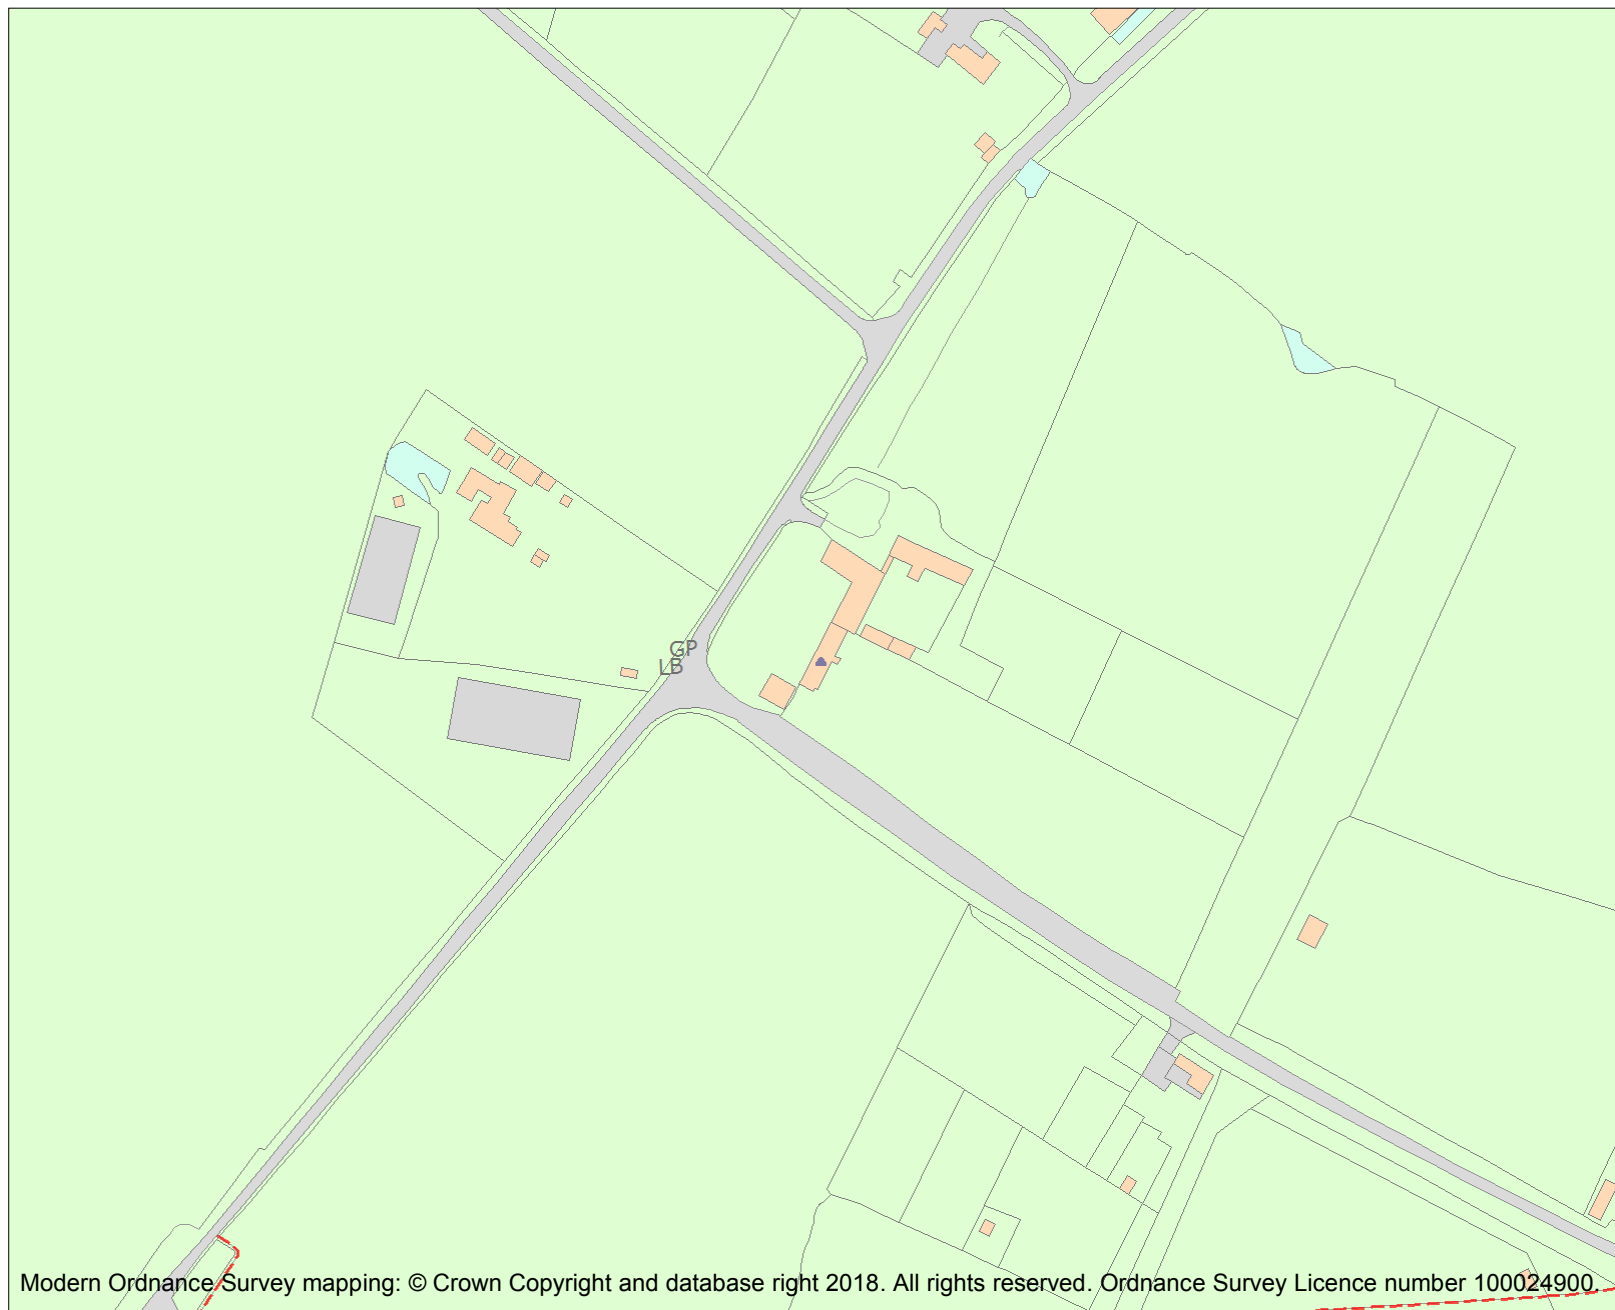 GP
LB
Modern Ordnance Survey mapping: © Crown Copyright and database right 2018. All rights reserved. Ordnance Survey Licence number 100024900.